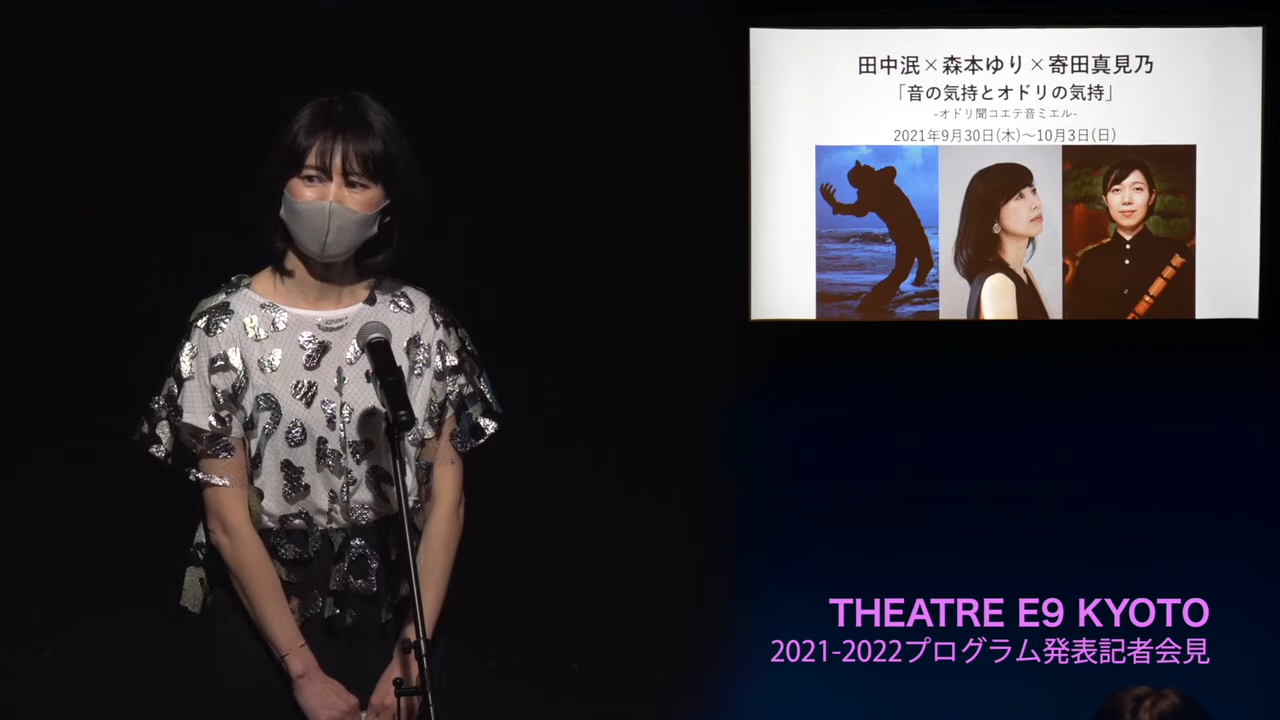 田中泯×森本ゆり×寄田真見乃
「音の気持とオドリの気持」
-オドリ聞コエテ音ミエル-
2021年9月30日(木)～10月3日(日)
THEATRE E9 KYOTO
2021-2022プログラム発表記者会見